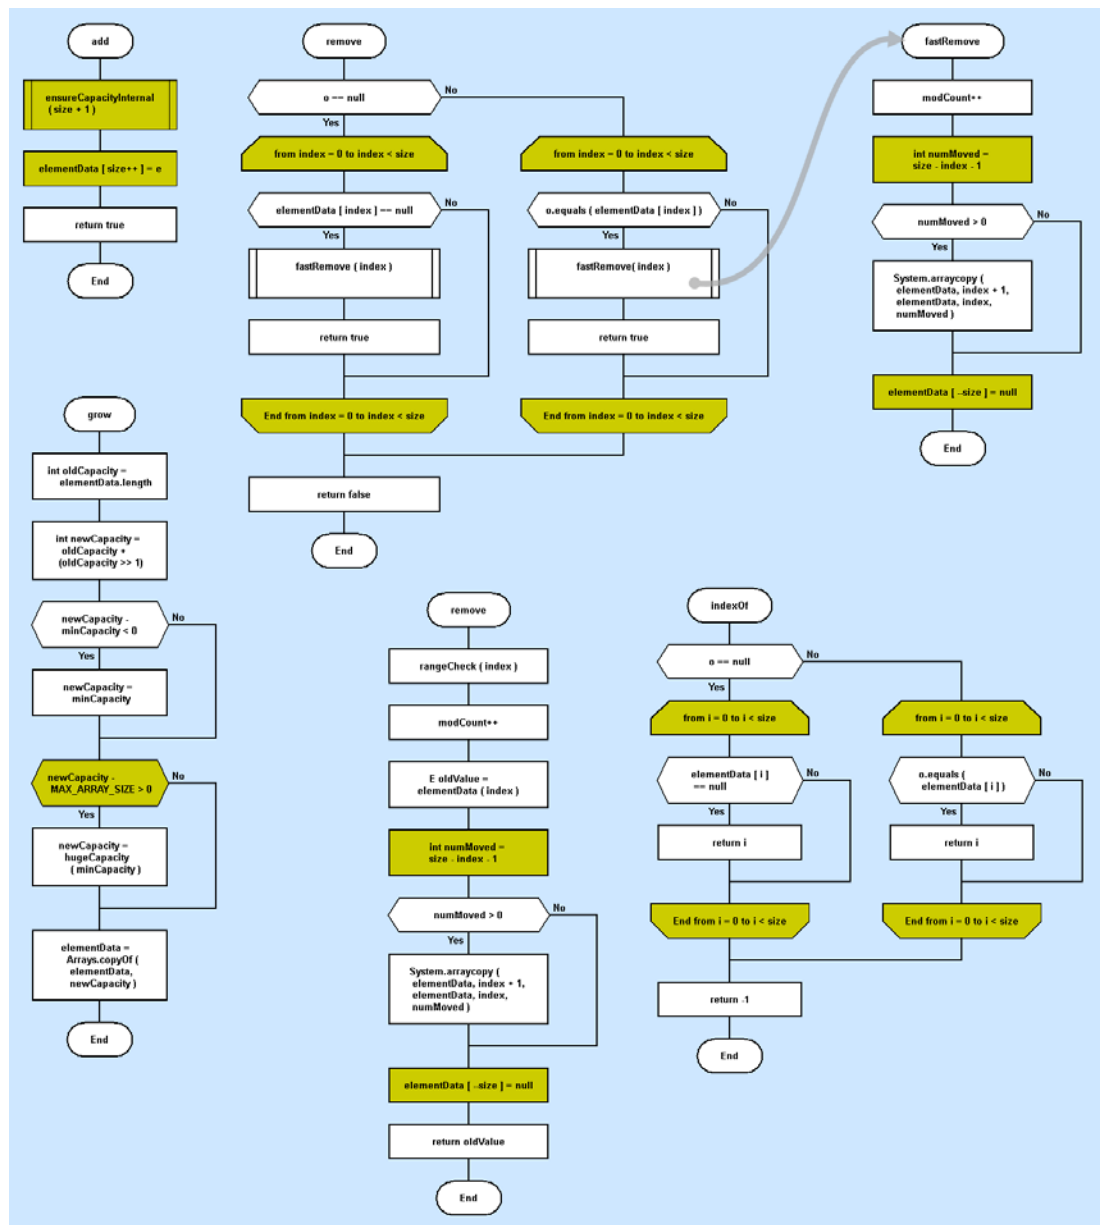 add
ensureCapacityInternal
( size + 1 )
elementData [ size++ ] = e
return true
End
remove
o == null
No
Yes
from index = 0 to index < size
elementData [ index ] == null
No
Yes
fastRemove ( index )
return true
End from index = 0 to index < size
from index = 0 to index < size
o.equals ( elementData [ index ] )
No
Yes
fastRemove( index )
return true
End from index = 0 to index < size
return false
End
fastRemove
modCount++
int numMoved =
size - index - 1
numMoved > 0
No
Yes
System.arraycopy (
elementData, index + 1,
elementData, index,
numMoved )
elementData [ --size ] = null
End
grow
int oldCapacity =
elementData.length
int newCapacity =
oldCapacity +
(oldCapacity >> 1)
newCapacity -
minCapacity < 0
No
Yes
newCapacity =
minCapacity
newCapacity -
MAX_ARRAY_SIZE > 0
No
Yes
newCapacity =
hugeCapacity
( minCapacity )
elementData =
Arrays.copyOf (
elementData,
newCapacity )
End
remove
rangeCheck ( index )
modCount++
E oldValue =
elementData ( index )
int numMoved =
size - index - 1
numMoved > 0
No
Yes
System.arraycopy (
elementData, index + 1,
elementData, index,
numMoved )
elementData [ --size ] = null
return oldValue
End
indexOf
o == null
No
Yes
from i = 0 to i < size
elementData [ i ]
== null
No
Yes
return i
End from i = 0 to i < size
from i = 0 to i < size
o.equals (
elementData [ i ] )
No
Yes
return i
End from i = 0 to i < size
return -1
End